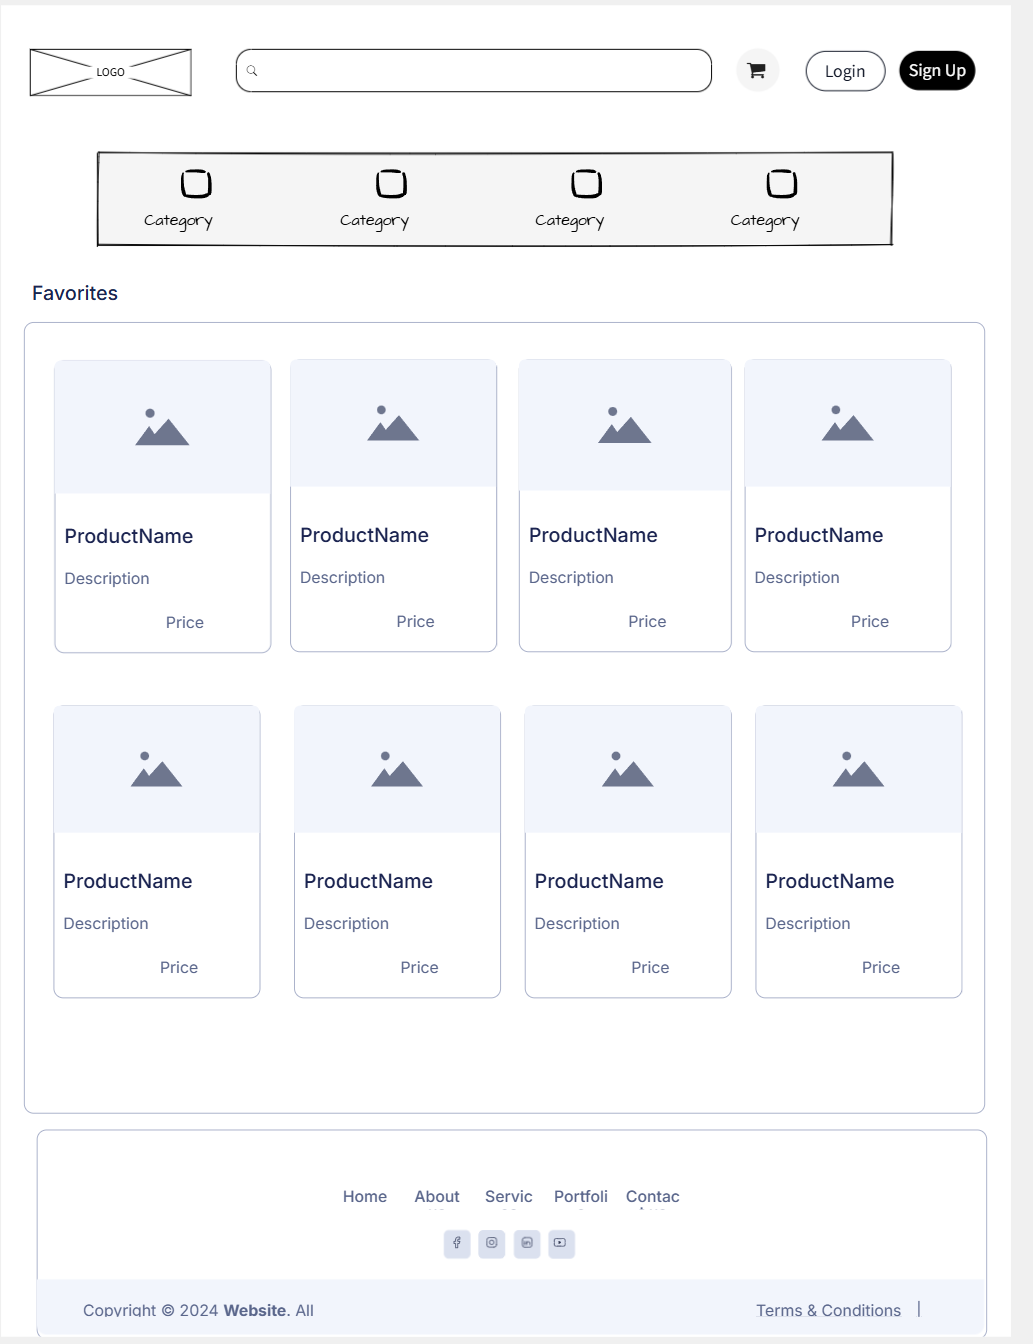 LOGO
Login
Sign Up
Category Category Category Category
Favorites
ProductName ProductName ProductName ProductName
Description Description Description Description
Price Price Price Price
ProductName ProductName ProductName ProductName
Description Description Description Description
Price Price Price Price
Home About Servic Portfoli Contac
Copyright © 2024 Website. All
Terms & Conditions |